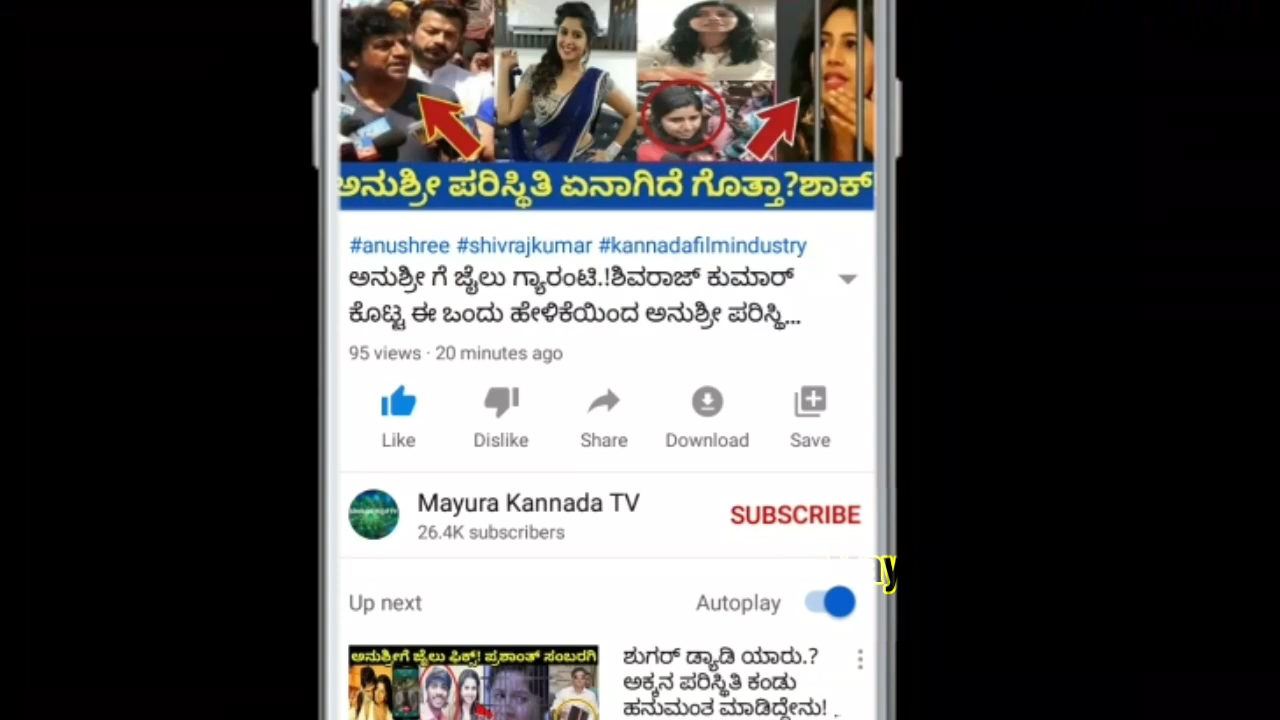 ಅನುಶ್ರೀ ಪರಿಸ್ಥಿತಿ ಏನಾಗಿದೆ ಗೊತ್ತಾ?ಶಾಕ್
#anushree #shivrajkumar #kannadafilmindustry
ಅನುಶ್ರೀ ಗೆ ಜೈಲು ಗ್ಯಾರಂಟಿ.!ಶಿವರಾಜ್ ಕುಮಾರ್
ಕೊಟ್ಟ ಈ ಒಂದು ಹೇಳಿಕೆಯಿಂದ ಅನುಶ್ರೀ ಪರಿಸ್ಥಿ...
95 views · 20 minutes ago
Like Dislike Share Download Save
Mayura Kannada TV
26.4K subscribers
SUBSCRIBE
Up next
Autoplay
ಅನುಶ್ರೀಗೆ ಜೈಲು ಫಿಕ್ಸ್! ಪ್ರಶಾಂತ್ ಸಂಬರಗಿ
ಶುಗರ್ ಡ್ಯಾಡಿ ಯಾರು.?
ಅಕ್ಕನ ಪರಿಸ್ಥಿತಿ ಕಂಡು
ಹನುಮಂತ ಮಾಡಿದ್ದೇನು!